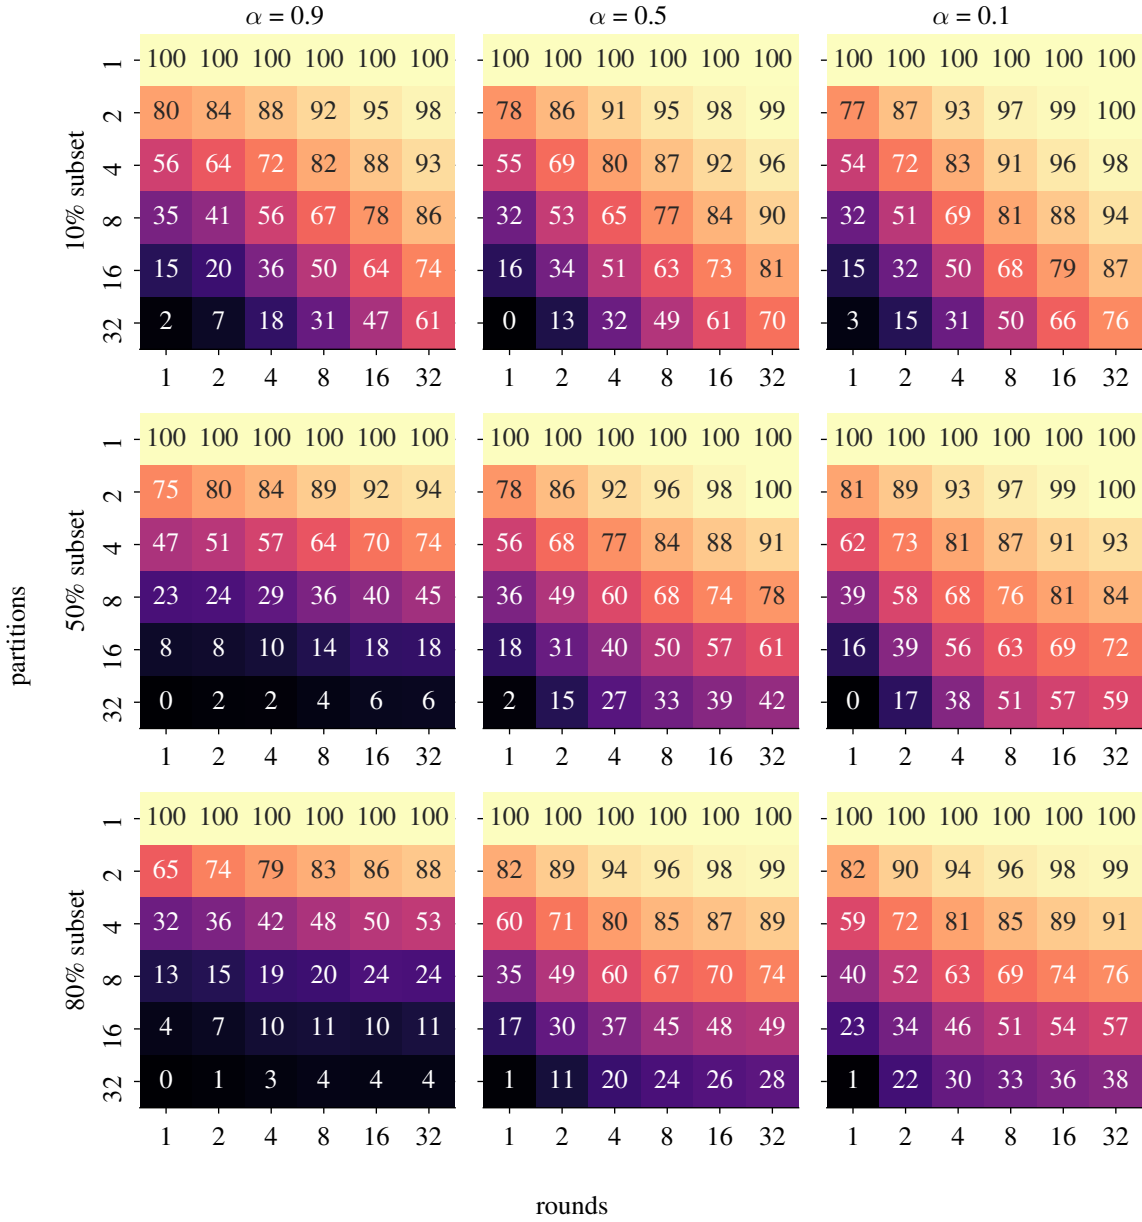 α = 0.9 α = 0.5 α = 0.1
partitions
10% subset
1 100 100 100 100 100 100 100 100 100 100 100 100 100 100 100 100 100 100
2 80 84 88 92 95 98 78 86 91 95 98 99 77 87 93 97 99 100
4 56 64 72 82 88 93 55 69 80 87 92 96 54 72 83 91 96 98
8 35 41 56 67 78 86 32 53 65 77 84 90 32 51 69 81 88 94
16 15 20 36 50 64 74 16 34 51 63 73 81 15 32 50 68 79 87
32 2 7 18 31 47 61 0 13 32 49 61 70 3 15 31 50 66 76
1 2 4 8 16 32 1 2 4 8 16 32 1 2 4 8 16 32
50% subset
1 100 100 100 100 100 100 100 100 100 100 100 100 100 100 100 100 100 100
2 75 80 84 89 92 94 78 86 92 96 98 100 81 89 93 97 99 100
4 47 51 57 64 70 74 56 68 77 84 88 91 62 73 81 87 91 93
8 23 24 29 36 40 45 36 49 60 68 74 78 39 58 68 76 81 84
16 8 8 10 14 18 18 18 31 40 50 57 61 16 39 56 63 69 72
32 0 2 2 4 6 6 2 15 27 33 39 42 0 17 38 51 57 59
1 2 4 8 16 32 1 2 4 8 16 32 1 2 4 8 16 32
80% subset
1 100 100 100 100 100 100 100 100 100 100 100 100 100 100 100 100 100 100
2 65 74 79 83 86 88 82 89 94 96 98 99 82 90 94 96 98 99
4 32 36 42 48 50 53 60 71 80 85 87 89 59 72 81 85 89 91
8 13 15 19 20 24 24 35 49 60 67 70 74 40 52 63 69 74 76
16 4 7 10 11 10 11 17 30 37 45 48 49 23 34 46 51 54 57
32 0 1 3 4 4 4 1 11 20 24 26 28 1 22 30 33 36 38
1 2 4 8 16 32 1 2 4 8 16 32 1 2 4 8 16 32
rounds